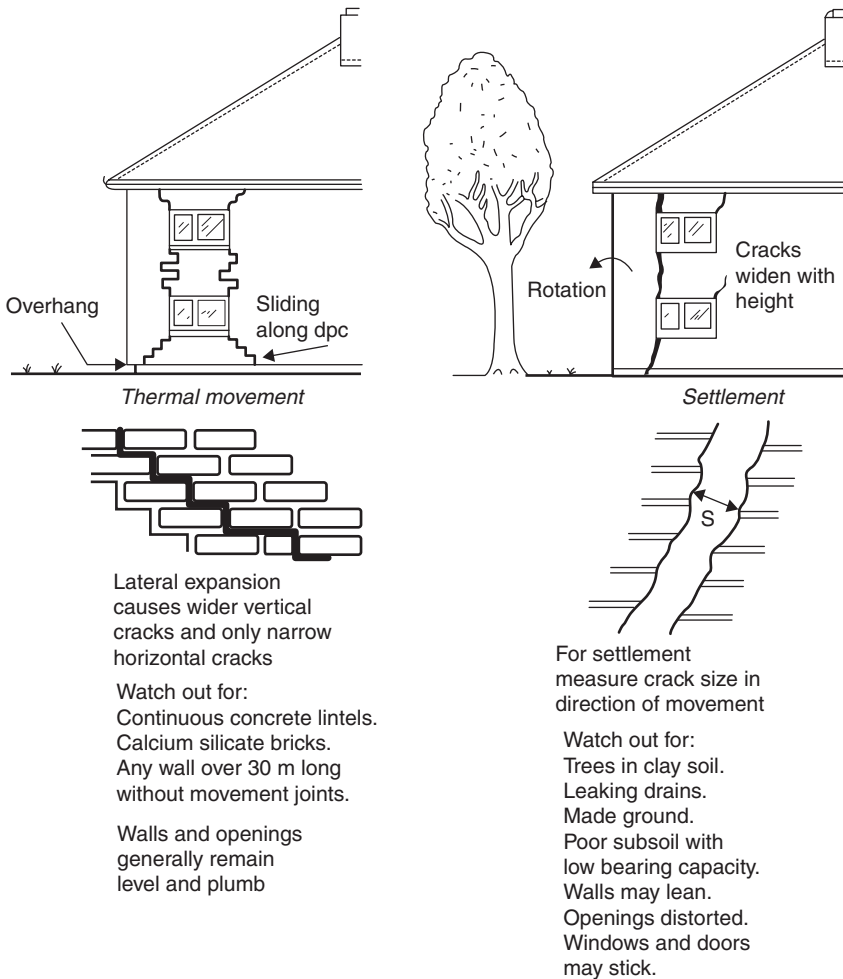 Overhang
Sliding
along dpc
Thermal movement
Lateral expansion
causes wider vertical
cracks and only narrow
horizontal cracks
Watch out for:
Continuous concrete lintels.
Calcium silicate bricks.
Any wall over 30 m long
without movement joints.
Walls and openings
generally remain
level and plumb
Rotation
Cracks
widen with
height
Settlement
S
For settlement
measure crack size in
direction of movement
Watch out for:
Trees in clay soil.
Leaking drains.
Made ground.
Poor subsoil with
low bearing capacity.
Walls may lean.
Openings distorted.
Windows and doors
may stick.